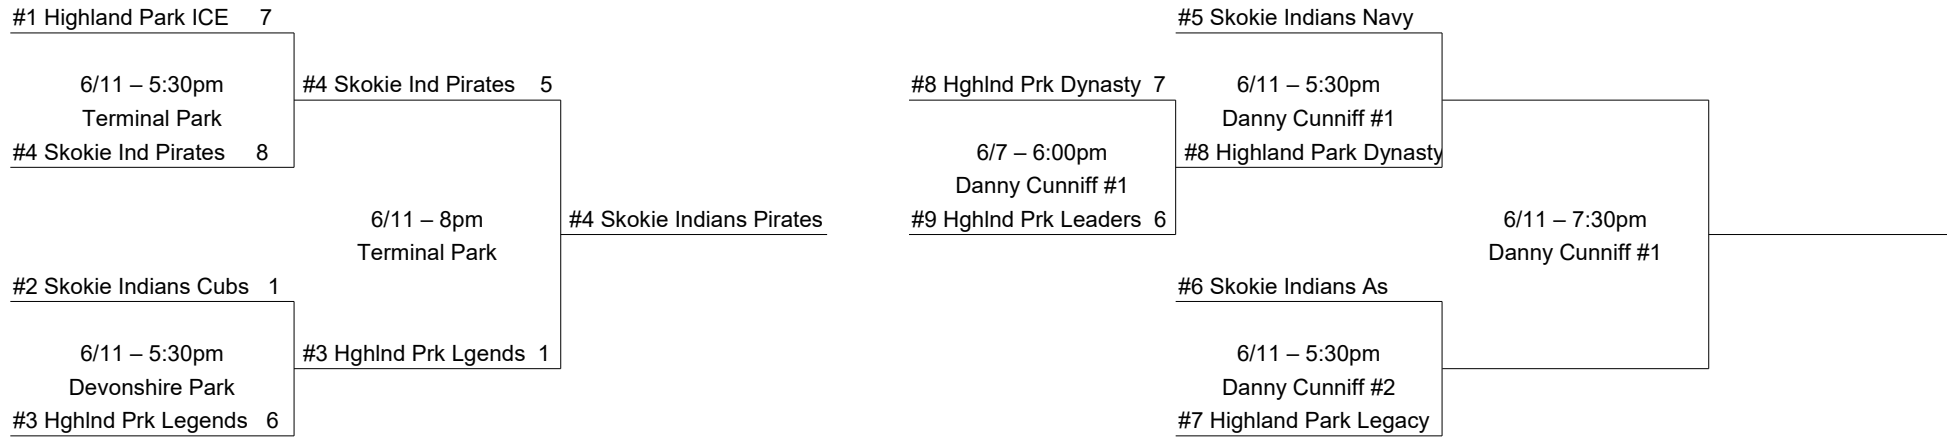 #1 Highland Park ICE 7
6/11 – 5:30pm
Terminal Park
#4 Skokie Ind Pirates 8
#4 Skokie Ind Pirates 5
6/11 – 8pm
Terminal Park
#2 Skokie Indians Cubs 1
6/11 – 5:30pm
Devonshire Park
#3 Hghlnd Prk Legends 6
#3 Hghlnd Prk Lgends 1
#4 Skokie Indians Pirates
#8 Hghlnd Prk Dynasty 7
6/7 – 6:00pm
Danny Cunniff #1
#9 Hghlnd Prk Leaders 6
#5 Skokie Indians Navy
6/11 – 5:30pm
Danny Cunniff #1
#8 Highland Park Dynasty
#6 Skokie Indians As
6/11 – 5:30pm
Danny Cunniff #2
#7 Highland Park Legacy
6/11 – 7:30pm
Danny Cunniff #1